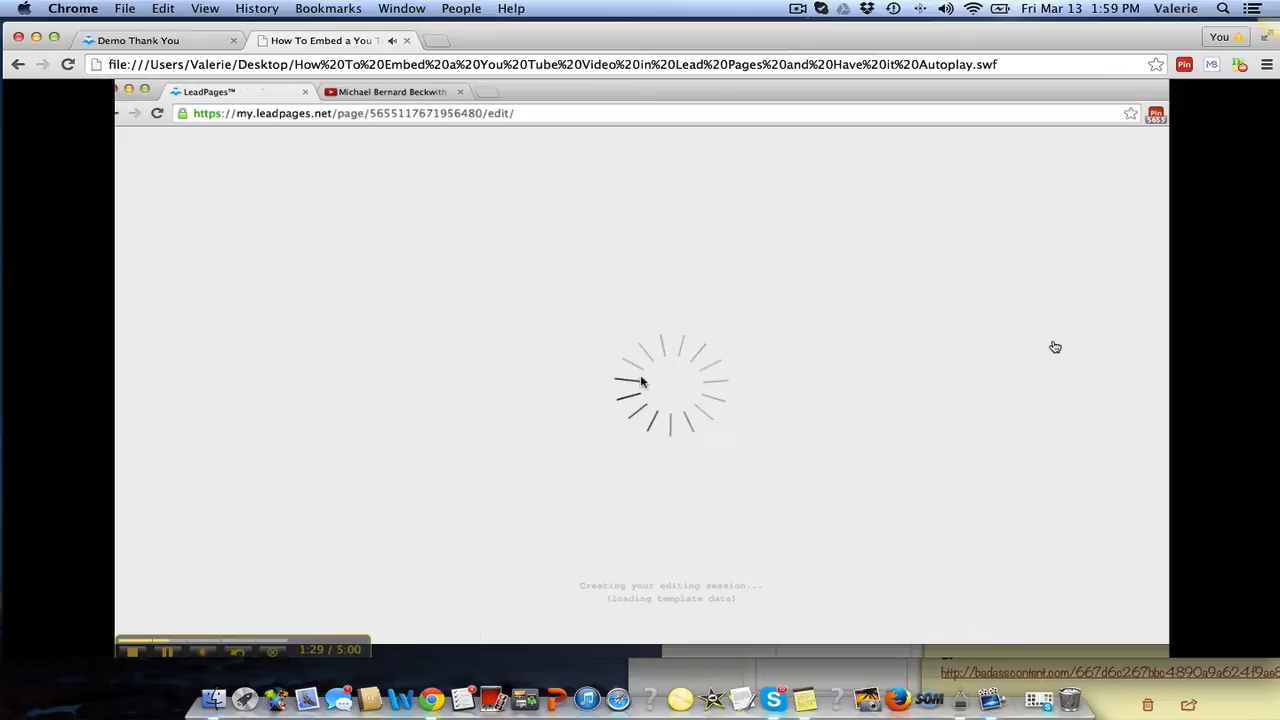 Chrome File Edit View History Bookmarks Window People Help Fri Mar 13 1:59 PM Valerie
Demo Thank You
How To Embed a You T
You
file:///Users/Valerie/Desktop/How%20To%20Embed%20a%20You%20Tube%20Video%20in%20Lead%20Pages%20and%20Have%20it%20Autoplay.swf
Pin
MB
LeadPages™
Michael Bernard Beckwith
https://my.leadpages.net/page/5655117671956480/edit/
Pin
5653
Creating your editing session...
(loading template data)
1:29 / 5:00
SOM